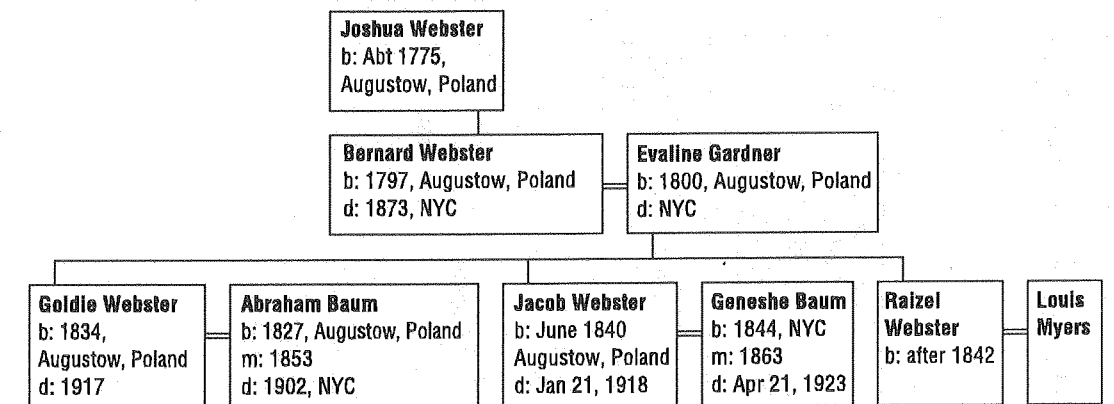 Joshua Webster
b: Abt 1775,
Augustow, Poland
Bernard Webster
b: 1797, Augustow, Poland
d: 1873, NYC
Evaline Gardner
b: 1800, Augustow, Poland
d: NYC
Goldie Webster
b: 1834,
Augustow, Poland
d: 1917
Abraham Baum
b: 1827, Augustow, Poland
m: 1853
d: 1902, NYC
Jacob Webster
b: June 1840
Augustow, Poland
d: Jan 21, 1918
Geneshe Baum
b: 1844, NYC
m: 1863
d: Apr 21, 1923
Raizel
Webster
b: after 1842
Louis
Myers